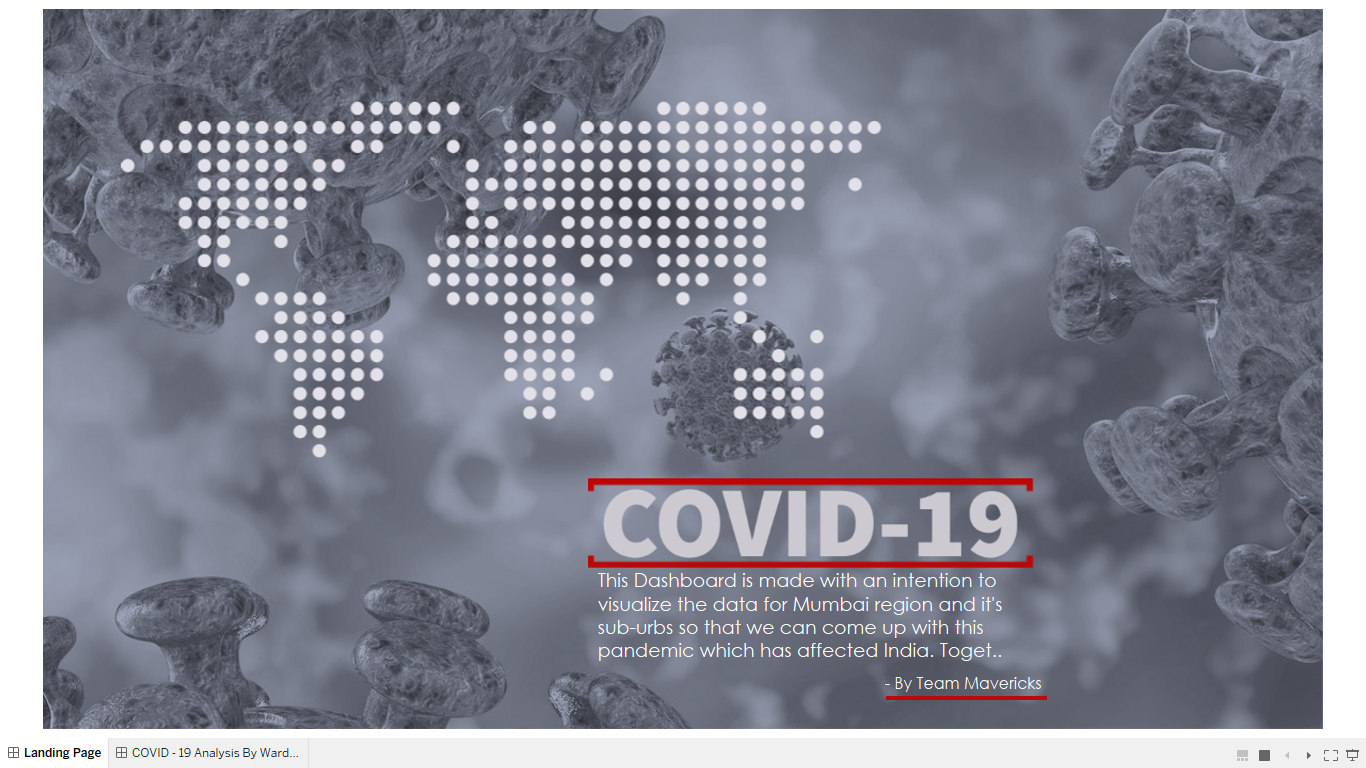 COVID-19
This Dashboard is made with an intention to
visualize the data for Mumbai region and it's
sub-urbs so that we can come up with this
pandemic which has affected India. Toget..
- By Team Mavericks
Landing Page
COVID - 19 Analysis By Ward...